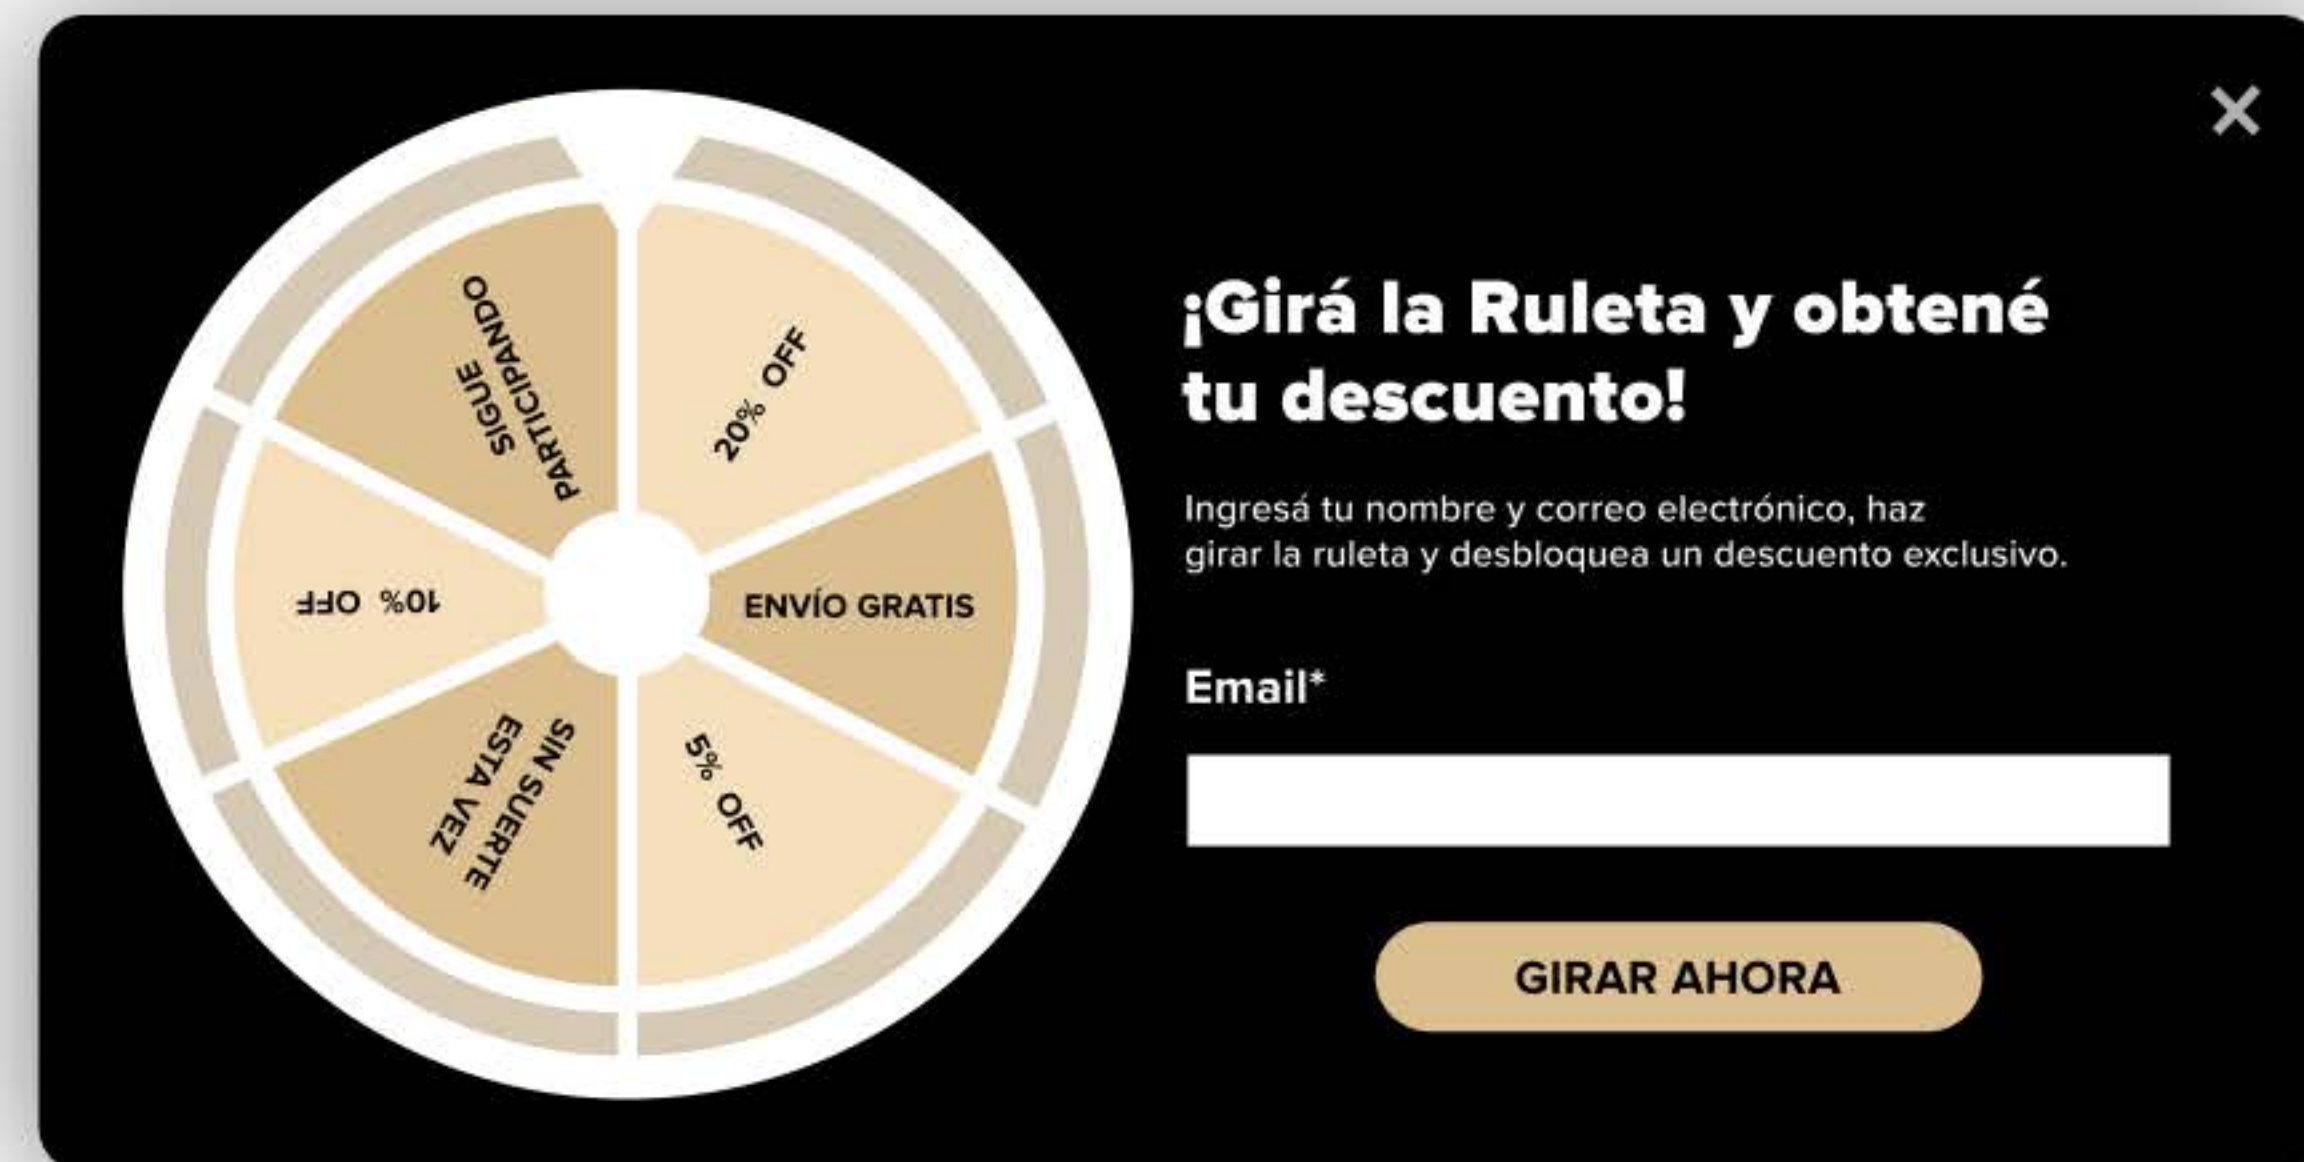 SIGUE
PARTICIPANDO
20% OFF
10% OFF
ENVÍO GRATIS
SIN SUERTE
ESTA VEZ
5% OFF
¡Girá la Ruleta y obtené
tu descuento!
Ingresá tu nombre y correo electrónico, haz
girar la ruleta y desbloquea un descuento exclusivo.
Email*
GIRAR AHORA